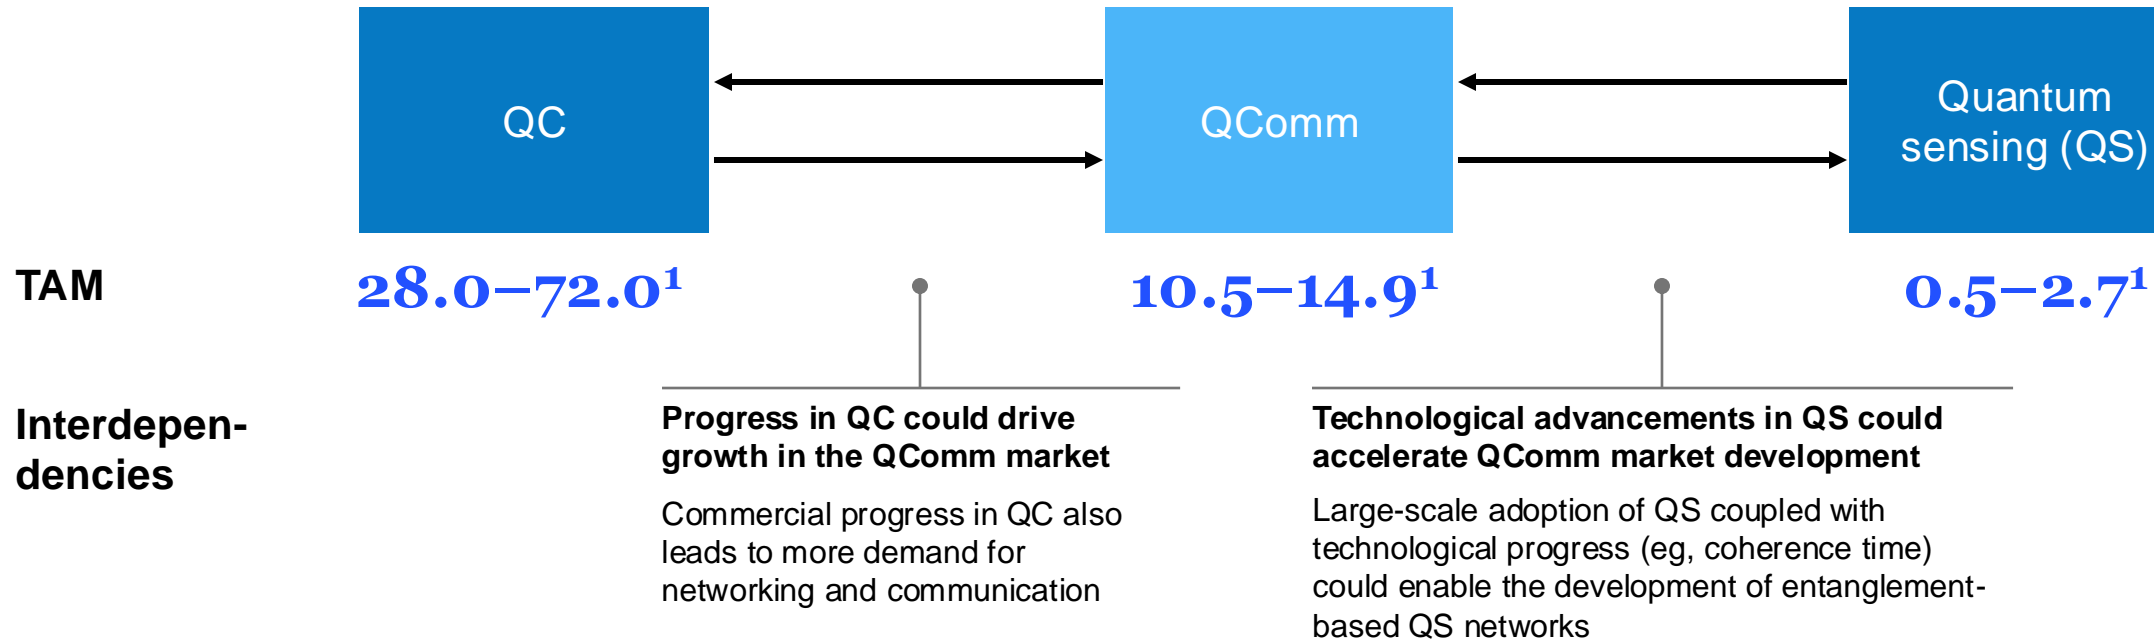 QC
QComm
Quantum
sensing (QS)
TAM
28.0–72.0¹
10.5–14.9¹
0.5–2.7¹
Interdepen-
dencies
Progress in QC could drive
growth in the QComm market
Commercial progress in QC also
leads to more demand for
networking and communication
Technological advancements in QS could
accelerate QComm market development
Large-scale adoption of QS coupled with
technological progress (eg, coherence time)
could enable the development of entanglement-
based QS networks